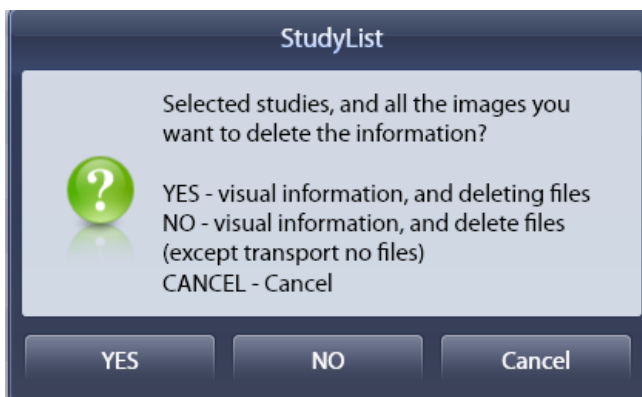 StudyList
Selected studies, and all the images you
want to delete the information?
YES - visual information, and deleting files
NO - visual information, and delete files
(except transport no files)
CANCEL - Cancel
YES
NO
Cancel